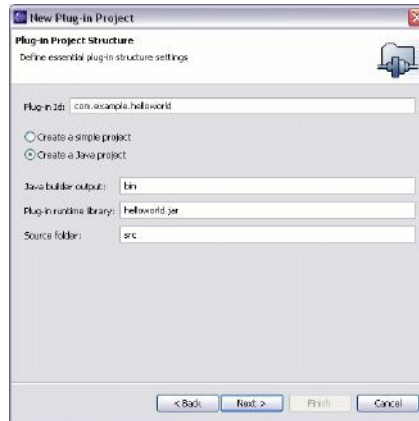 New Plug-in Project
Plug-in Project Structure
Define essential plug-in structure settings
Plug-in Id: com.example.helloworld
Create a simple project
Create a Java project
Java builder output: bin
Plug-in runtime library: helloworld.jar
Source folder: src
< Back Next > Finish Cancel